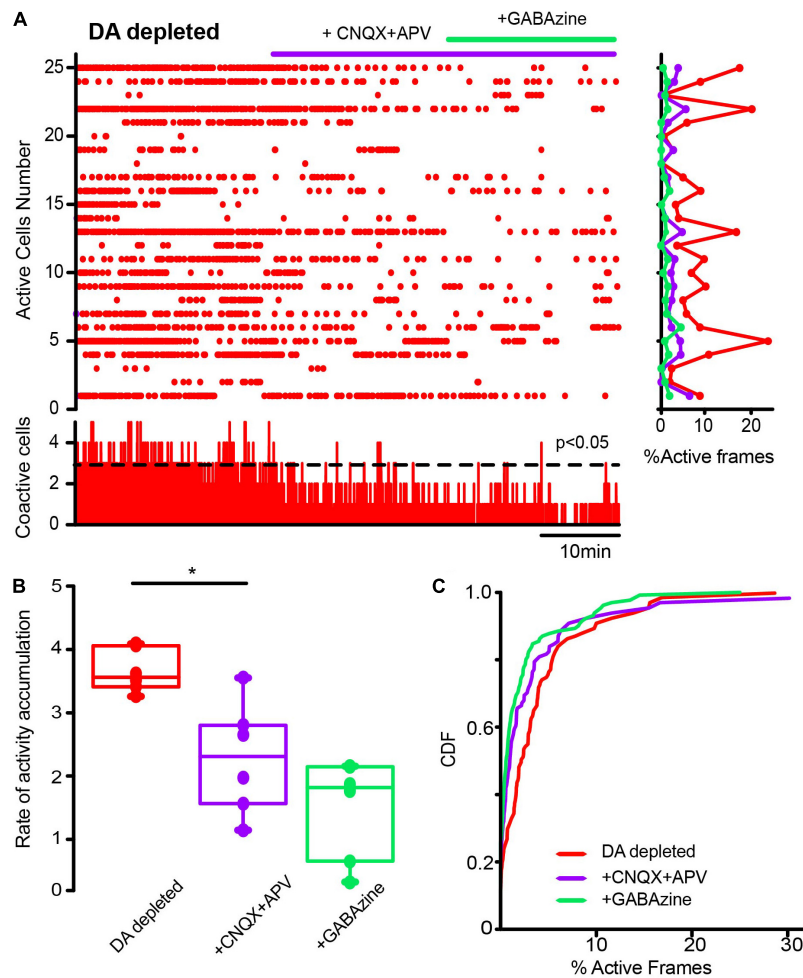 A
DA depleted
+ CNQX+APV
+GABAzine
Active Cells Number
25
20
15
10
5
0
0
10
20
%Active frames
Coactive cells
4
2
0
p<0.05
10min
B
*
Rate of activity accumulation
5
4
3
2
1
0
DA depleted
+CNQX+APV
+GABAzine
C
CDF
1.0
0.6
0.2
0
10
20
30
% Active Frames
DA depleted
+CNQX+APV
+GABAzine